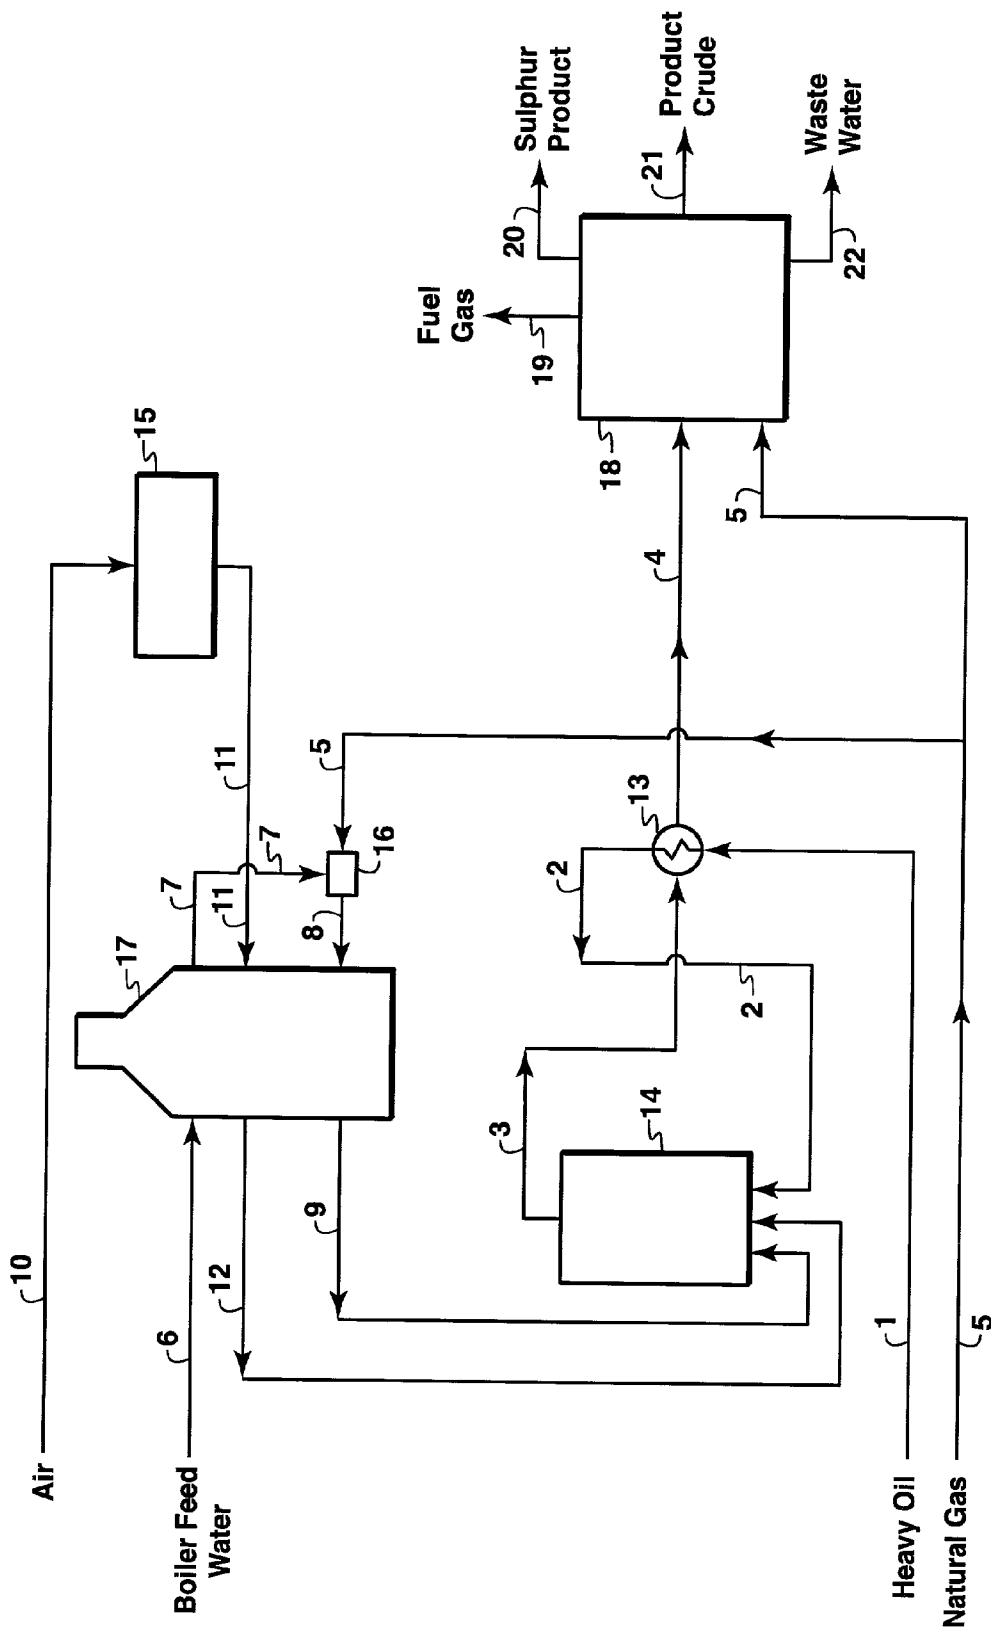 Air
10
Boiler Feed
Water
6
12
9
17
7
7
11
11
8
16
5
15
Fuel
Gas
19
20
Sulphur
Product
18
21
Product
Crude
22
Waste
Water
5
4
13
2
2
3
14
Heavy Oil
1
Natural Gas
5